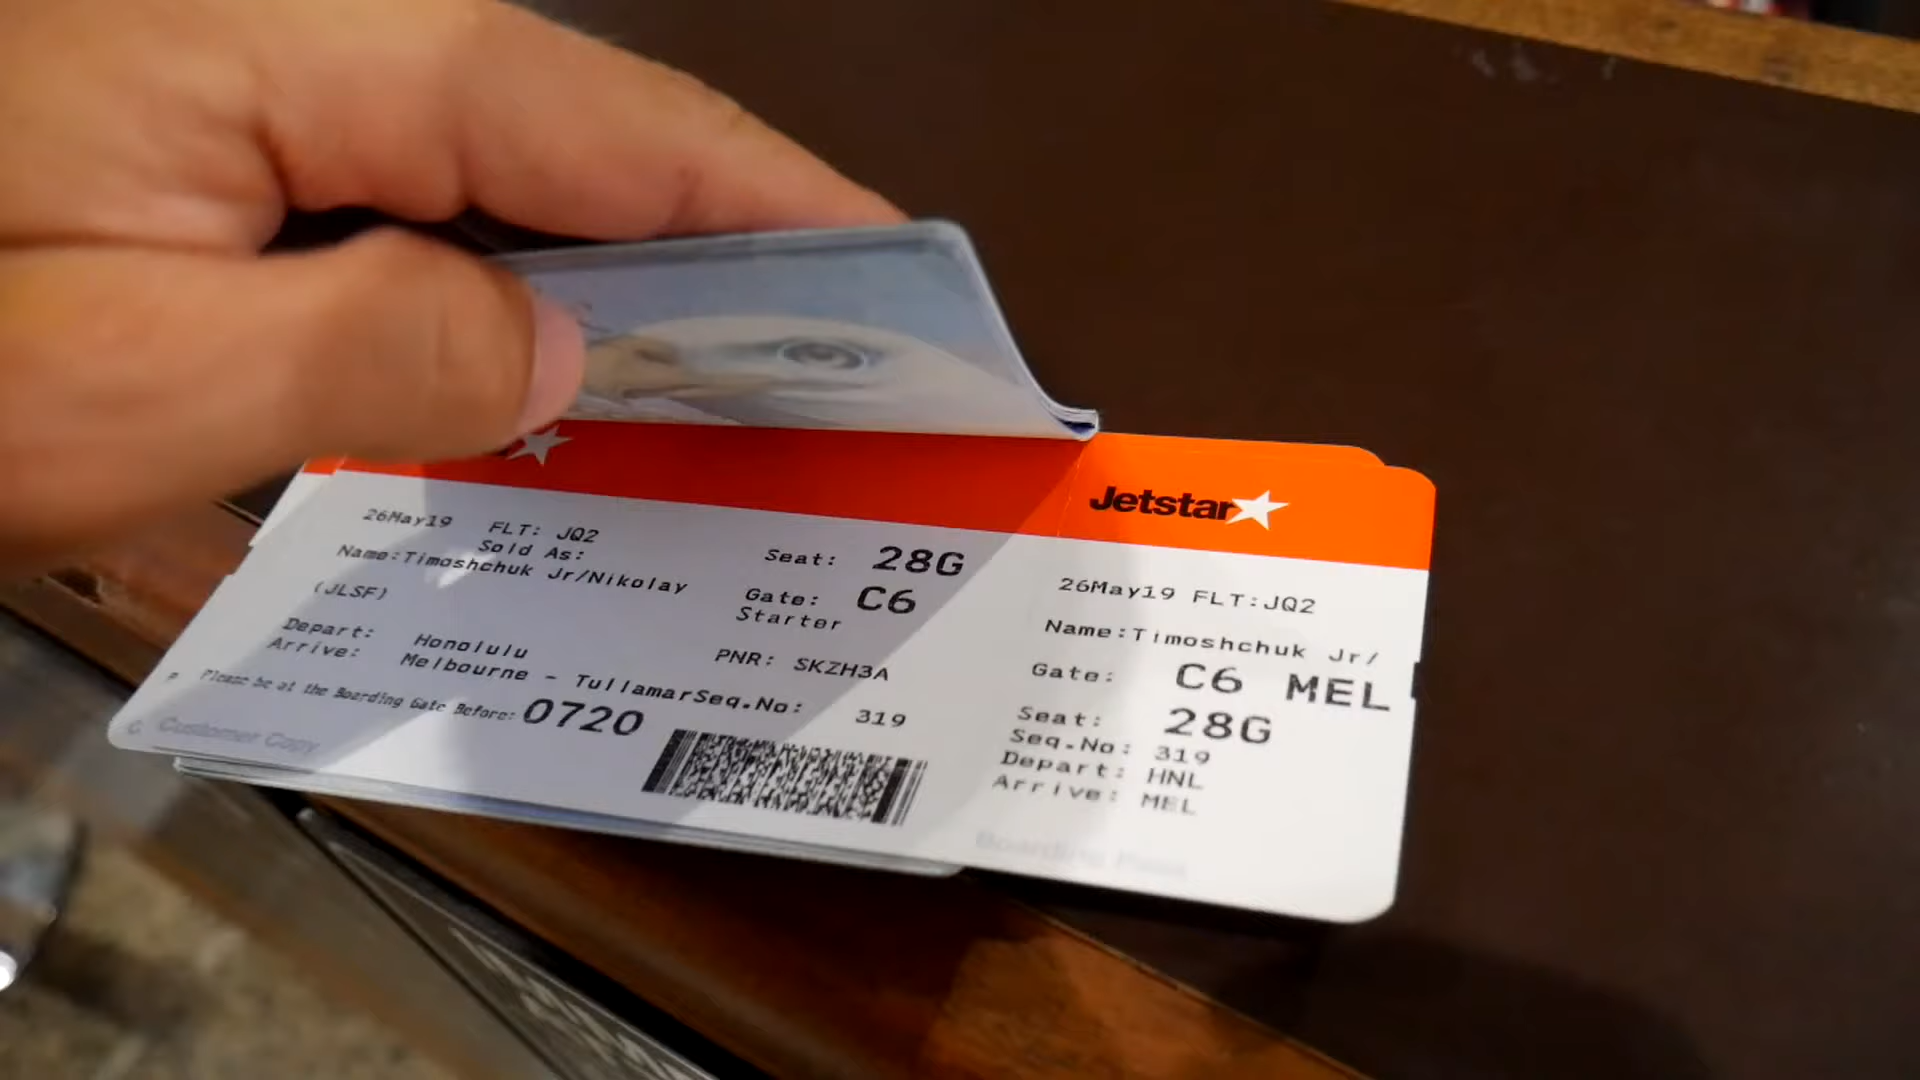 Jetstar
26May19 FLT: JQ2
Sold As:
Name:Timoshchuk Jr/Nikolay
(JLSF)
Depart: Honolulu
Arrive: Melbourne - TullamarSeq.No: 319
Please be at the Boarding Gate Before: 0720
Customer Copy
Seat: 28G
Gate: C6
Starter
PNR: SKZH3A
26May19 FLT:JQ2
Name:Timoshchuk Jr/
Gate: C6 MEL
Seat: 28G
Seq.No: 319
Depart: HNL
Arrive: MEL
Boarding Pass